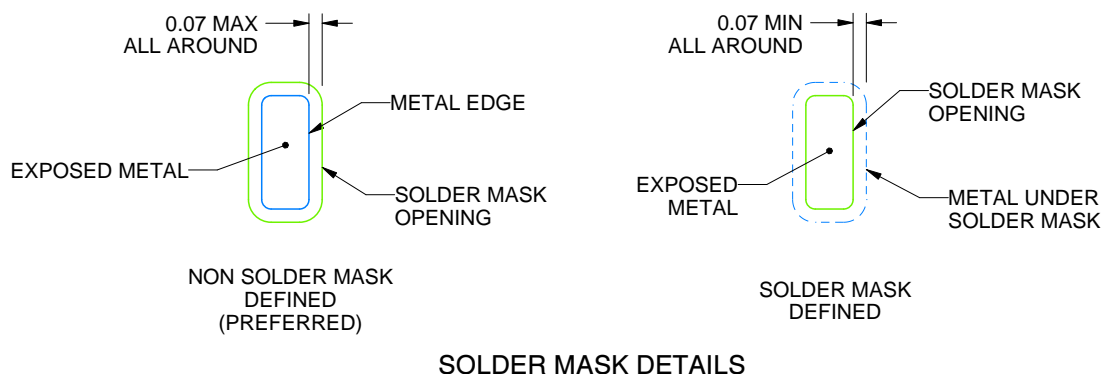 0.07 MAX
ALL AROUND
METAL EDGE
EXPOSED METAL
SOLDER MASK
OPENING
NON SOLDER MASK
DEFINED
(PREFERRED)
0.07 MIN
ALL AROUND
SOLDER MASK
OPENING
EXPOSED
METAL
METAL UNDER
SOLDER MASK
SOLDER MASK
DEFINED
SOLDER MASK DETAILS